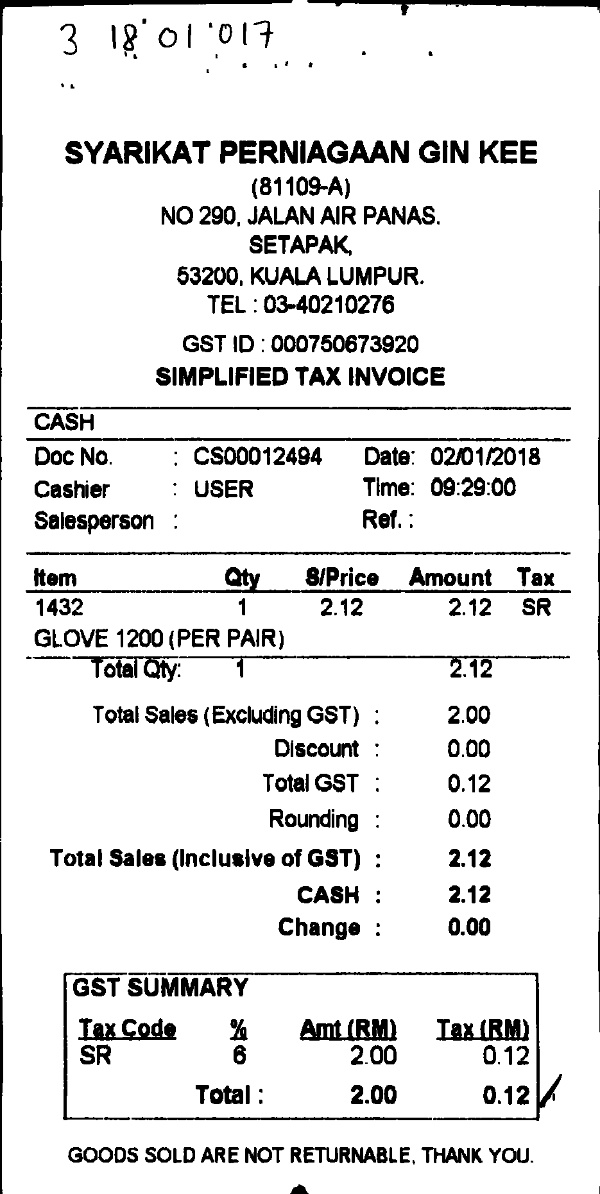 3 18 01 017
SYARIKAT PERNIAGAAN GIN KEE
(81109-A)
NO 290, JALAN AIR PANAS.
SETAPAK,
53200, KUALA LUMPUR.
TEL : 03-40210276
GST ID : 000750673920
SIMPLIFIED TAX INVOICE
CASH
Doc No. : CS00012494 Date: 02/01/2018
Cashier : USER Time: 09:29:00
Salesperson : Ref. :
Item Qty S/Price Amount Tax
1432 1 2.12 2.12 SR
GLOVE 1200 (PER PAIR)
Total Qty: 1 2.12
Total Sales (Excluding GST) : 2.00
Discount : 0.00
Total GST : 0.12
Rounding : 0.00
Total Sales (Inclusive of GST) : 2.12
CASH : 2.12
Change : 0.00
GST SUMMARY
Tax Code % Amt (RM) Tax (RM)
SR 6 2.00 0.12
Total : 2.00 0.12
GOODS SOLD ARE NOT RETURNABLE, THANK YOU.